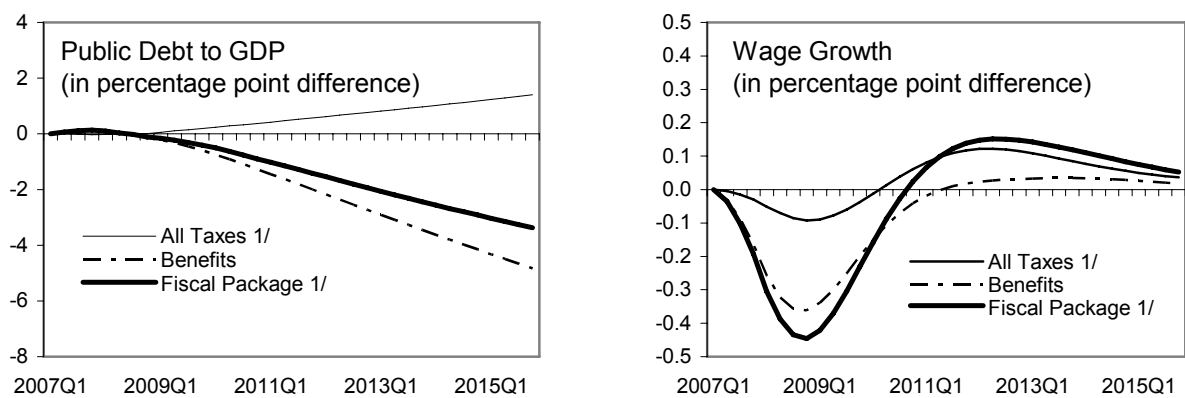 Public Debt to GDP
(in percentage point difference)
4
2
0
-2
-4
-6
-8
All Taxes 1/
Benefits
Fiscal Package 1/
2007Q1 2009Q1 2011Q1 2013Q1 2015Q1
Wage Growth
(in percentage point difference)
0.5
0.4
0.3
0.2
0.1
0.0
-0.1
-0.2
-0.3
-0.4
-0.5
All Taxes 1/
Benefits
Fiscal Package 1/
2007Q1 2009Q1 2011Q1 2013Q1 2015Q1